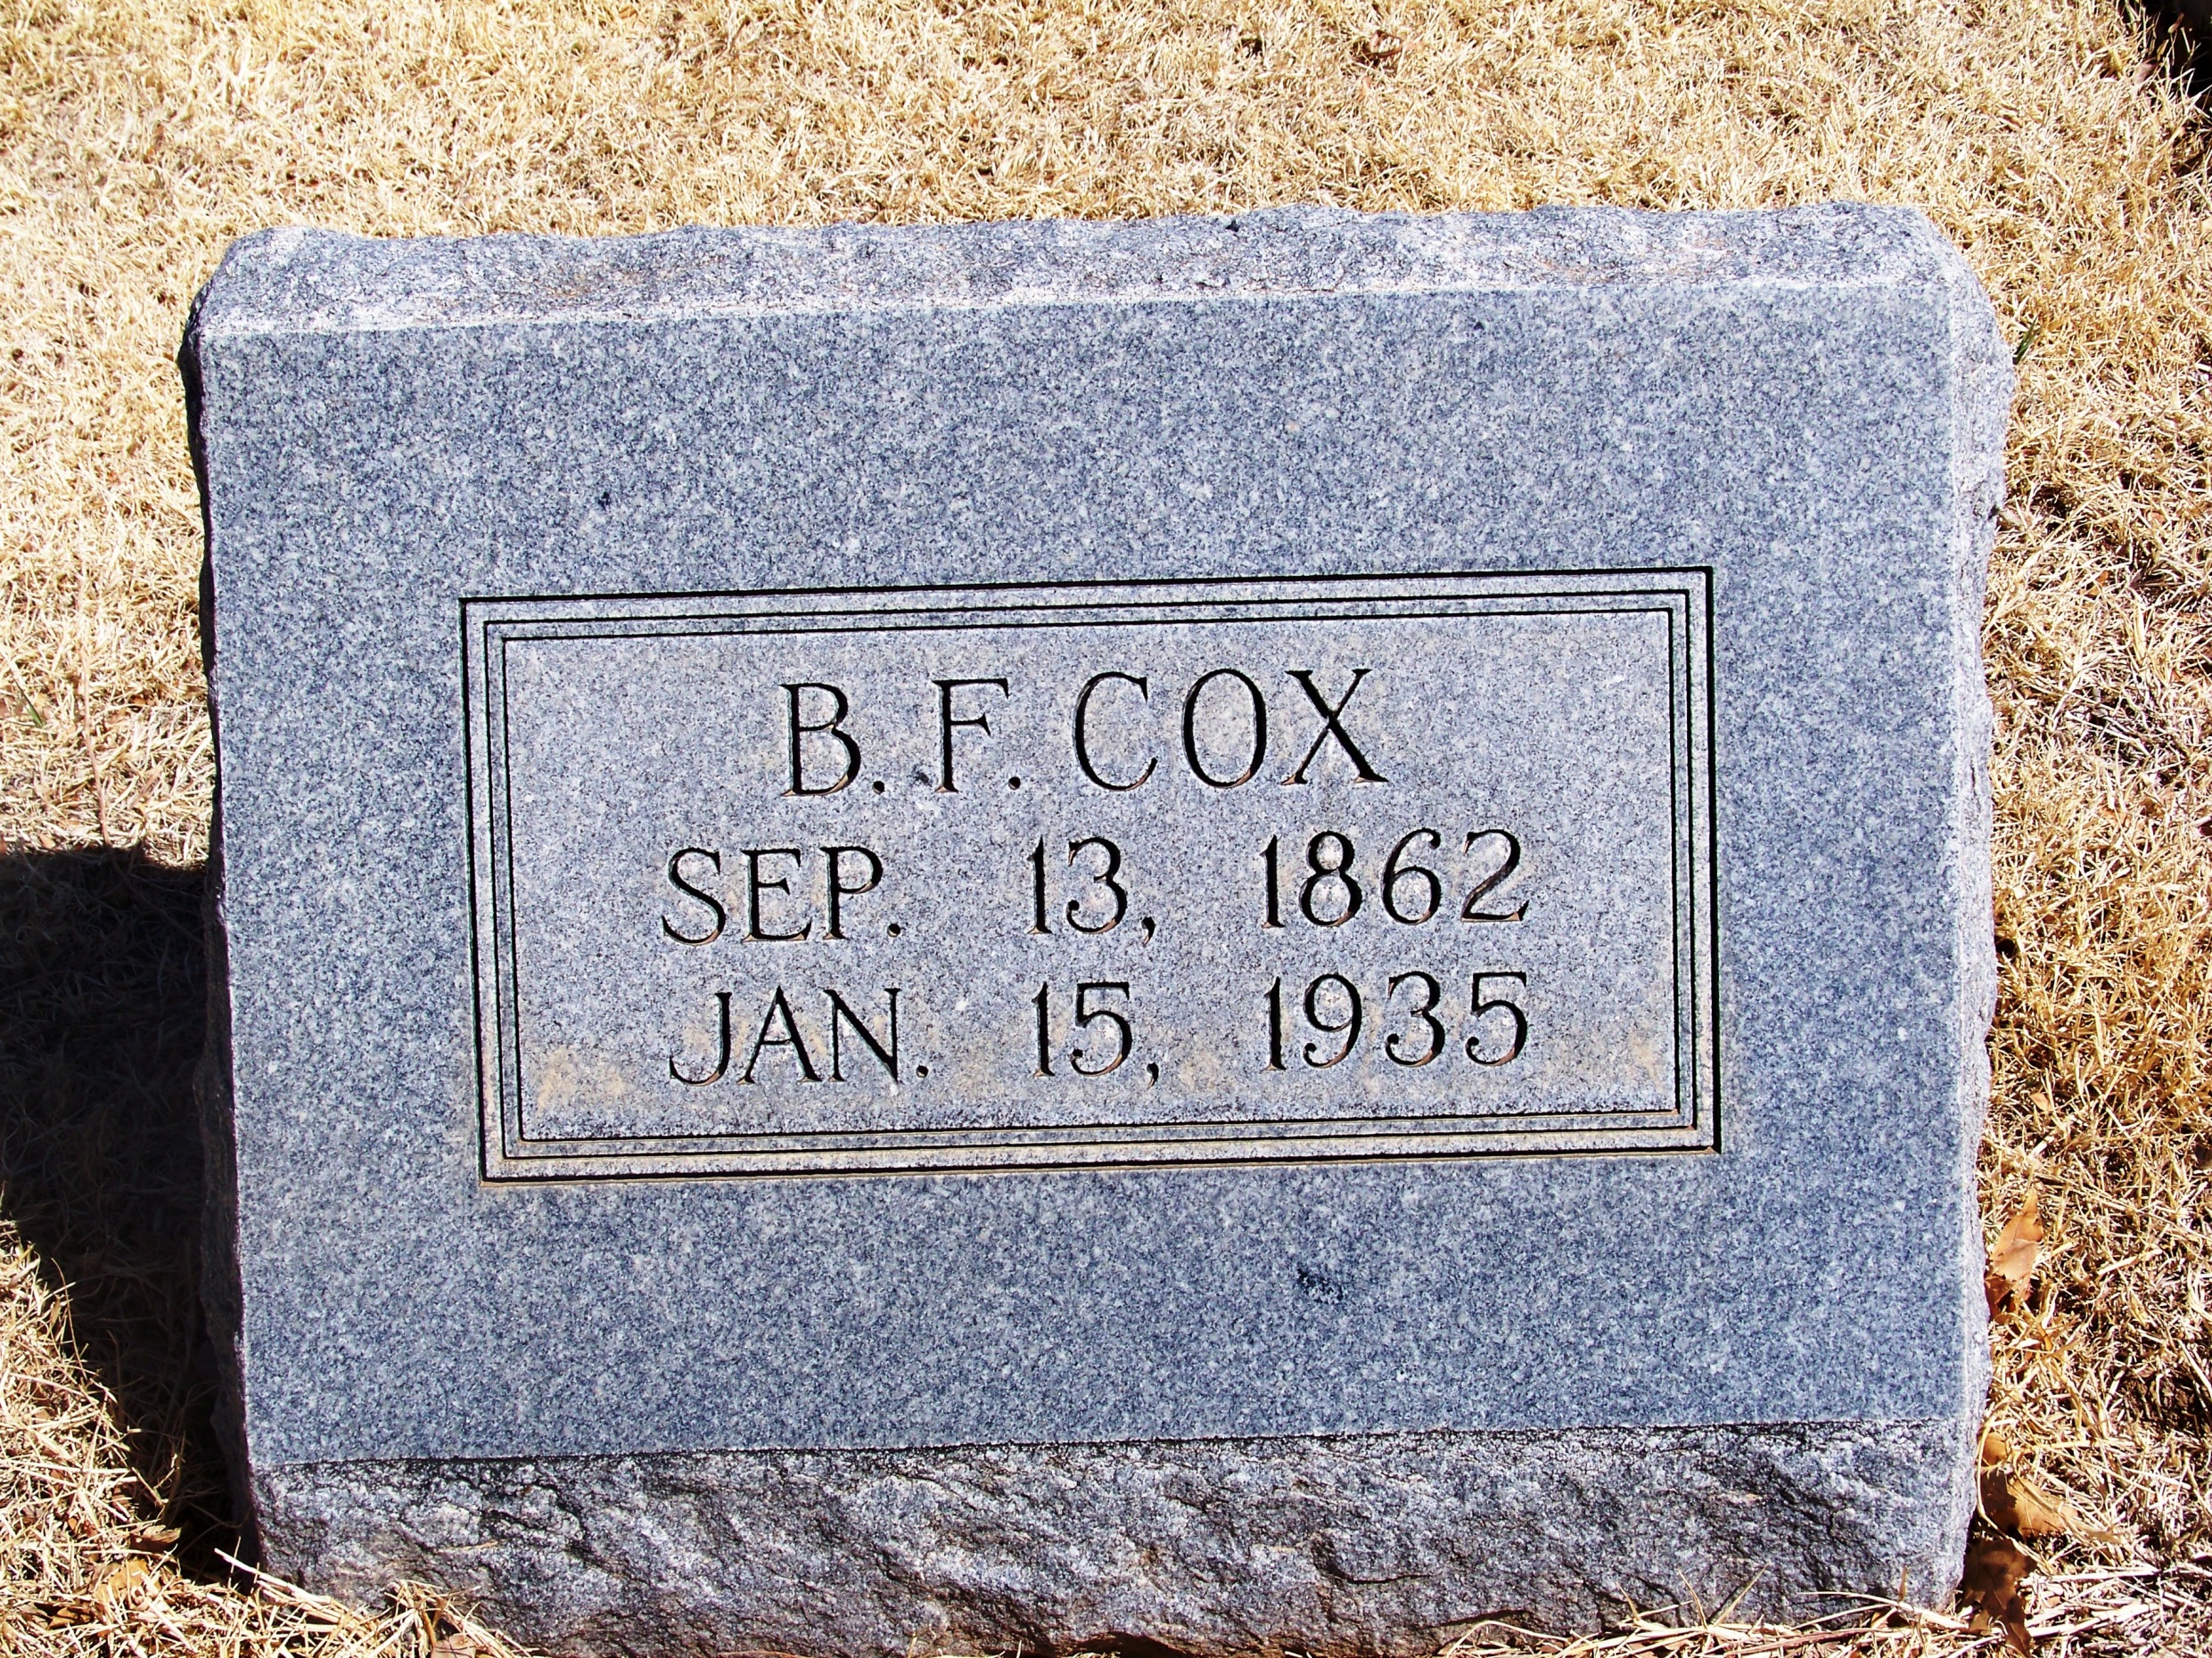 B. F. COX
SEP. 13, 1862
JAN. 15, 1935